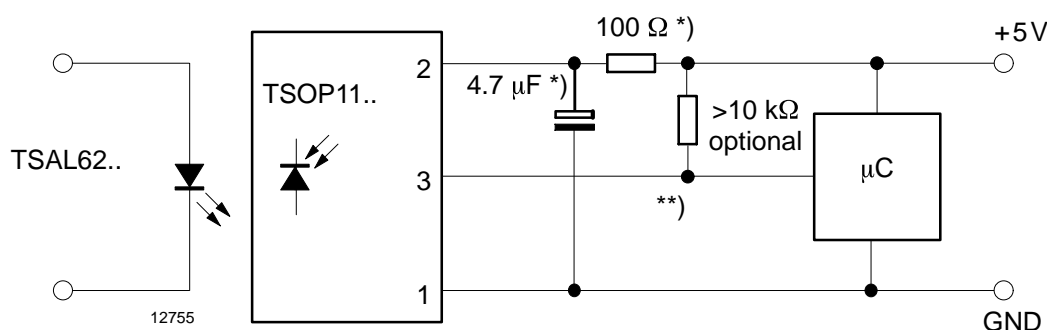 100 Ω *)
+5V
2
4.7 μF *)
TSOP11..
>10 kΩ
optional
TSAL62..
3
μC
**)
1
12755
GND